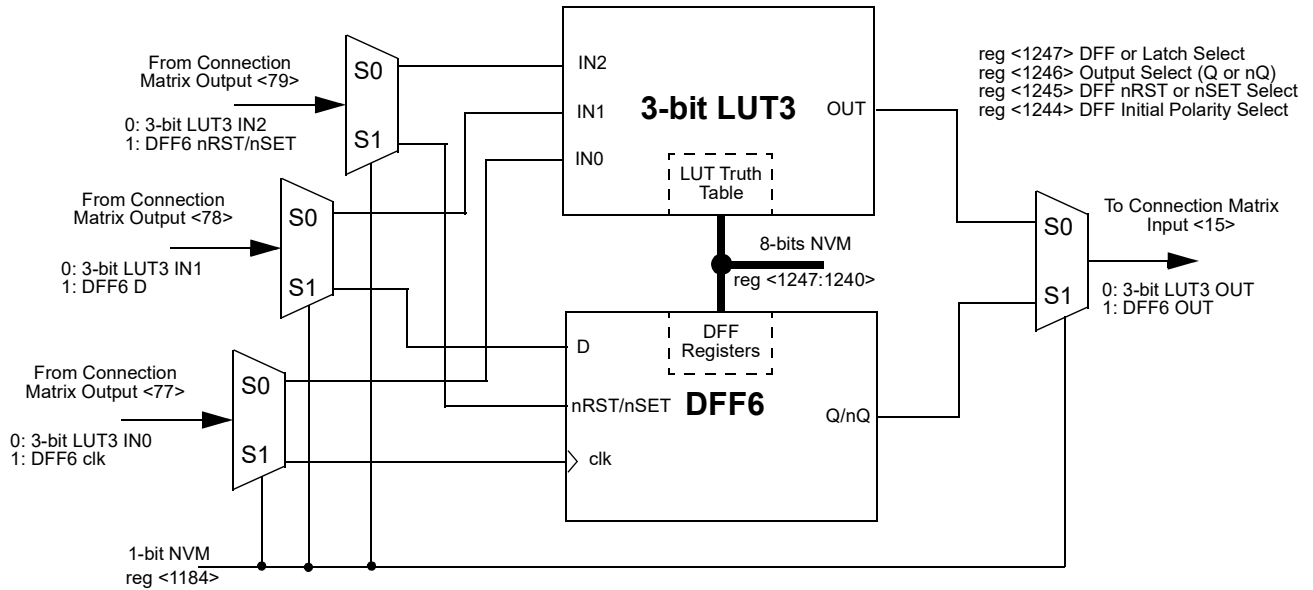 From Connection
Matrix Output <79>
0: 3-bit LUT3 IN2
1: DFF6 nRST/nSET
S0
S1
From Connection
Matrix Output <78>
0: 3-bit LUT3 IN1
1: DFF6 D
S0
S1
From Connection
Matrix Output <77>
0: 3-bit LUT3 IN0
1: DFF6 clk
S0
S1
1-bit NVM
reg <1184>
IN2
IN1
IN0
3-bit LUT3
OUT
LUT Truth
Table
8-bits NVM
reg <1247:1240>
DFF
Registers
D
nRST/nSET
clk
DFF6
Q/nQ
reg <1247> DFF or Latch Select
reg <1246> Output Select (Q or nQ)
reg <1245> DFF nRST or nSET Select
reg <1244> DFF Initial Polarity Select
S0
S1
To Connection Matrix
Input <15>
0: 3-bit LUT3 OUT
1: DFF6 OUT